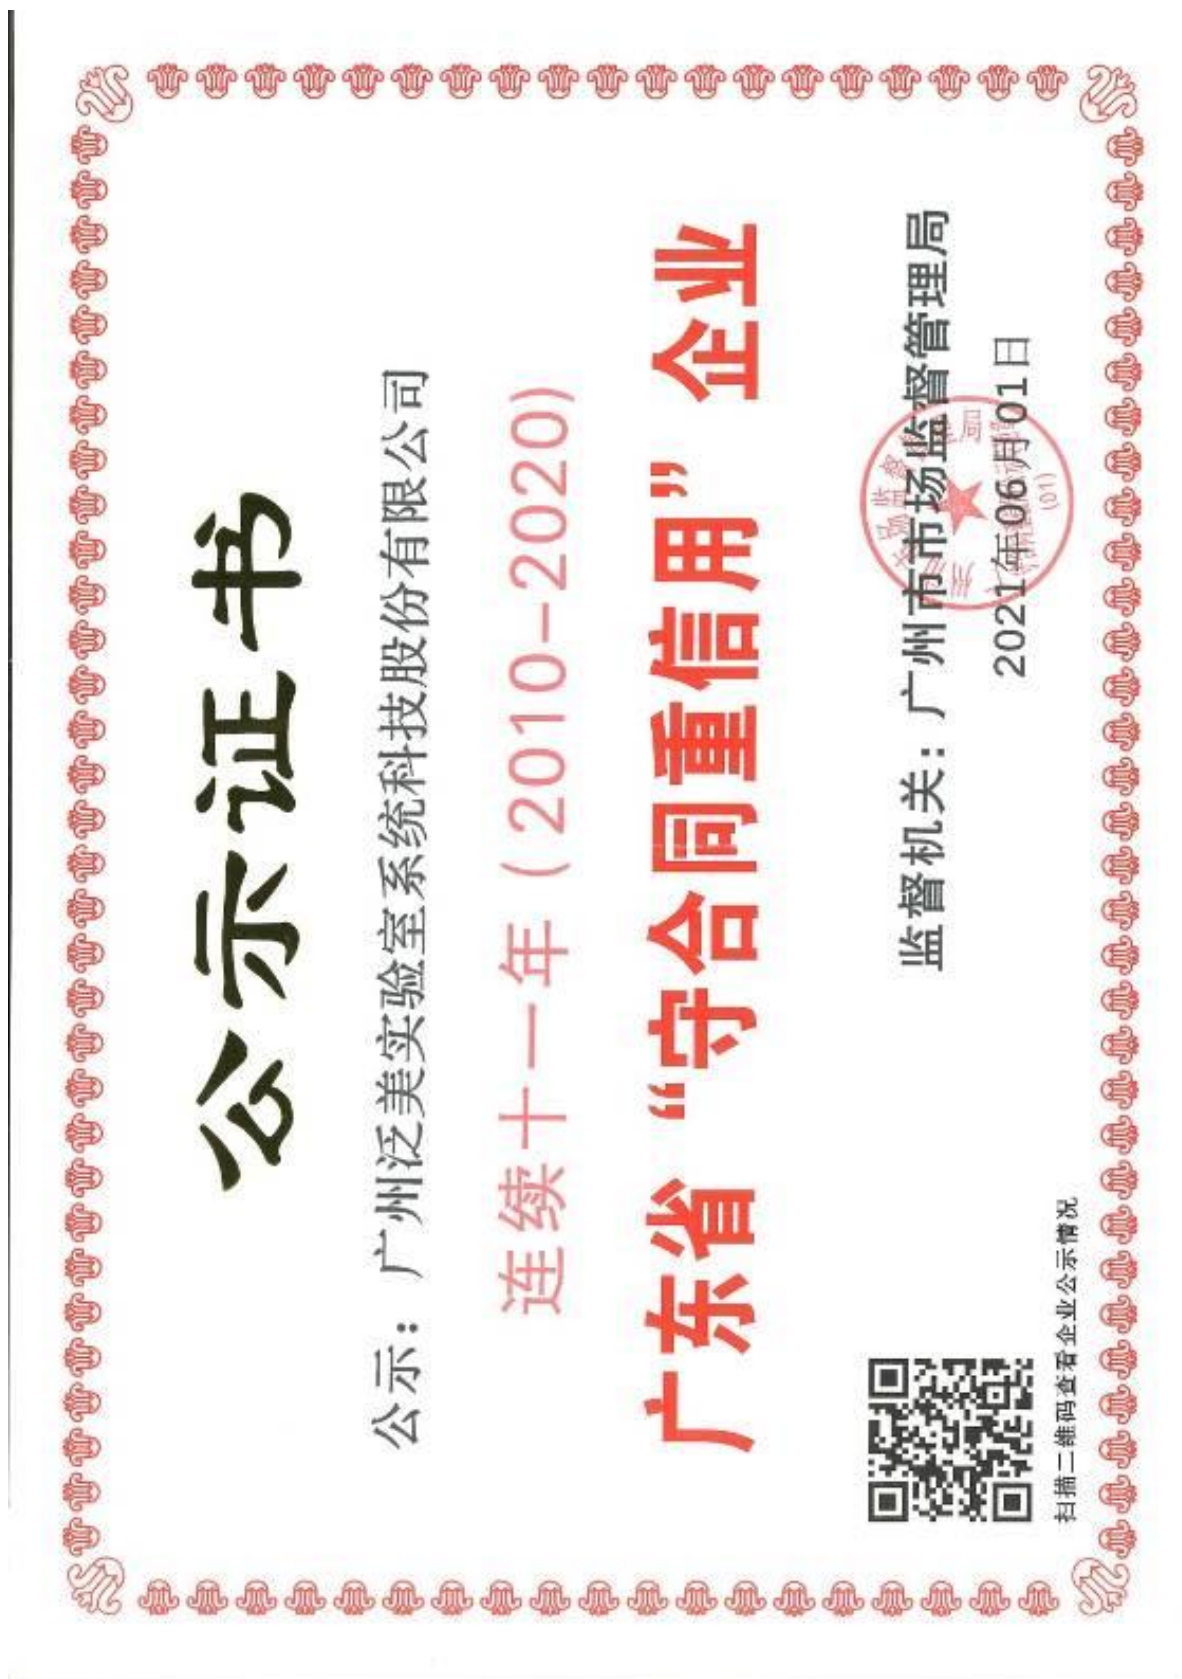 公示证书
公示：广州泛美实验室系统科技股份有限公司
连续十一年（2010-2020）
广东省“守合同重信用”企业
监督机关：广州市市场监督管理局
2021年06月01日
(01)
扫描二维码查看企业公示情况